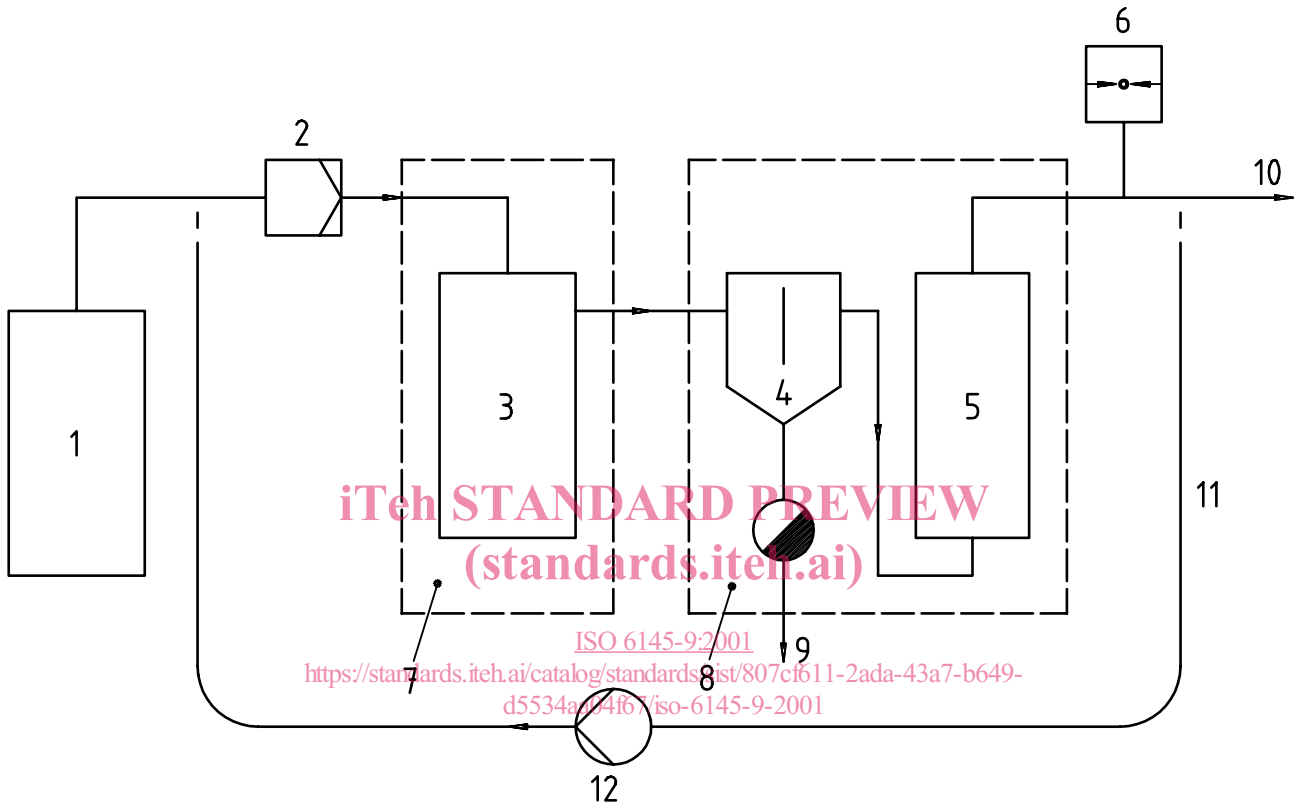 6
2
10
3
4
5
1
11
iTeh STANDARD PREVIEW
(standards.iteh.ai)
ISO 6145-9:2001
9
7
8
https://standards.iteh.ai/catalog/standards/sist/807cf611-2ada-43a7-b649-
d5534ad04f67/iso-6145-9-2001
12